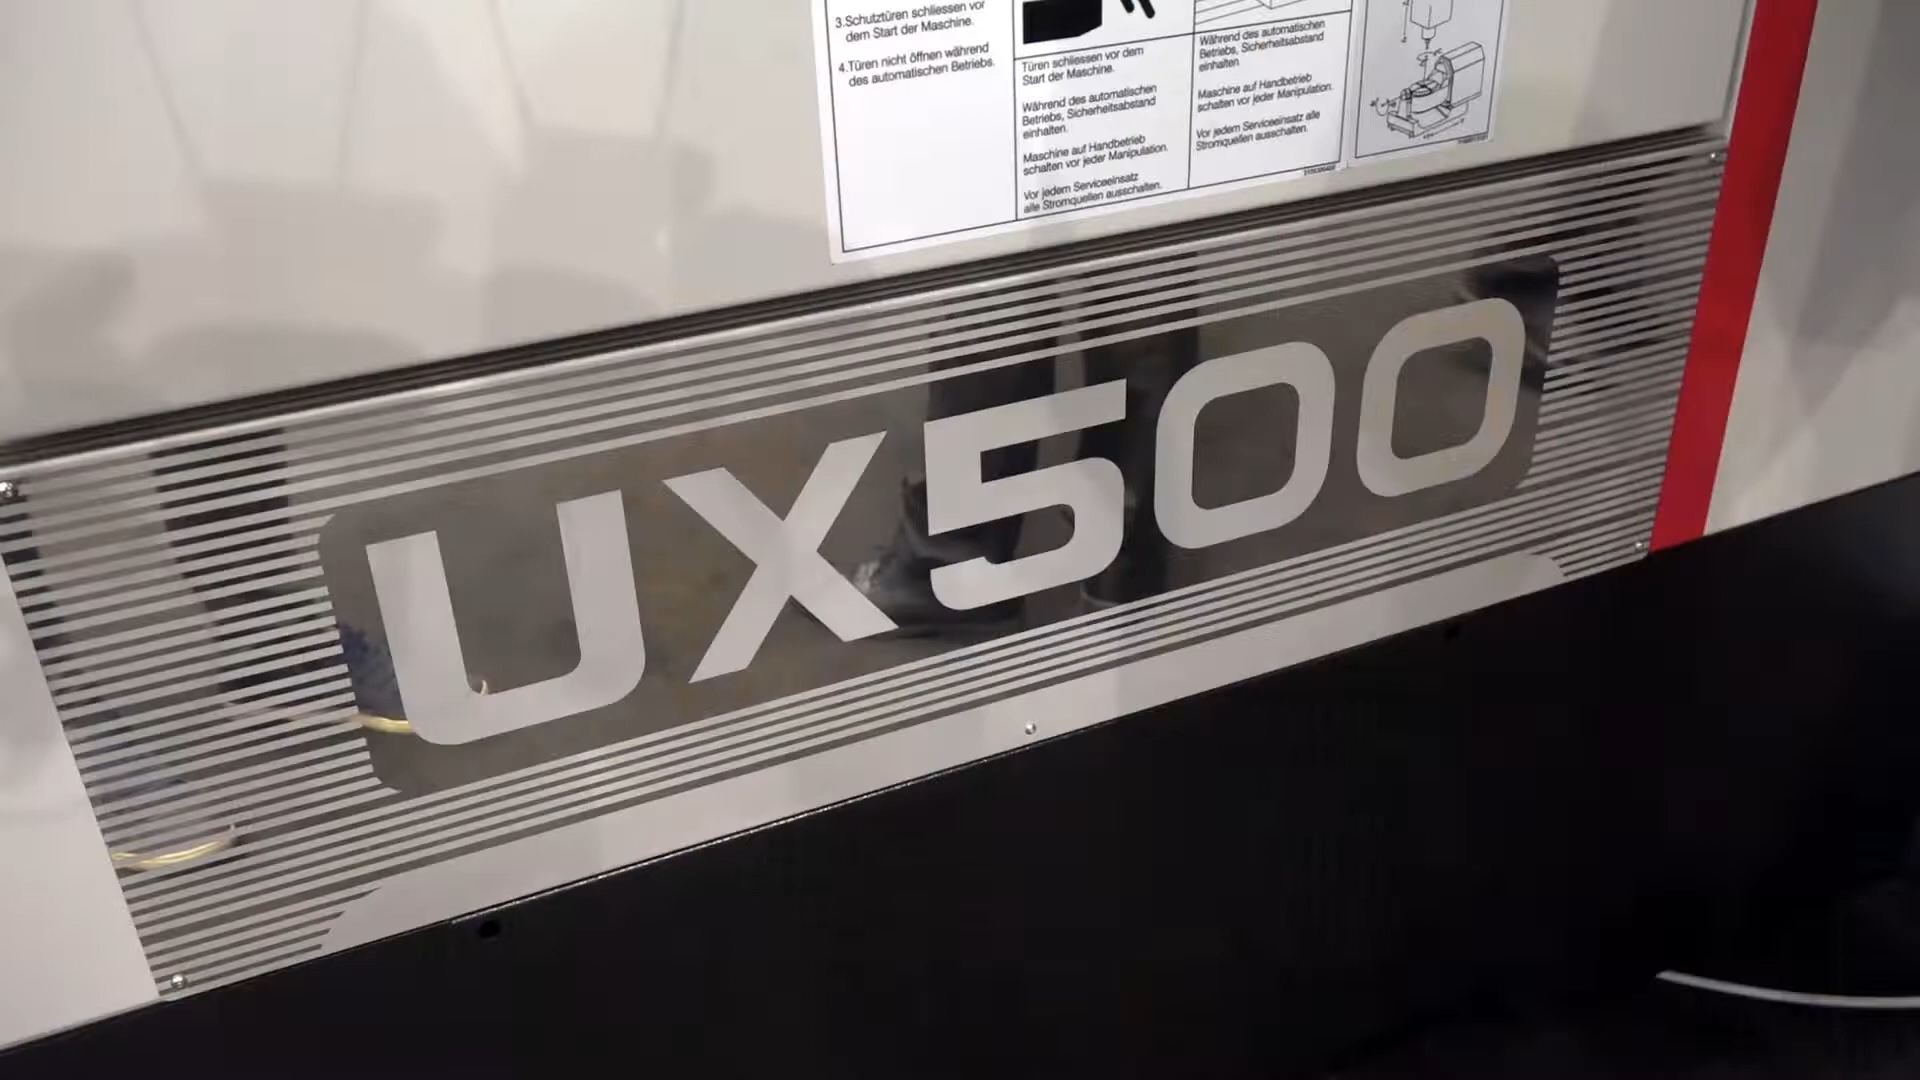 3.Schutztüren schliessen vor
dem Start der Maschine.
4.Türen nicht öffnen während
des automatischen Betriebs.
Türen schliessen vor dem
Start der Maschine.
Während des automatischen
Betriebs, Sicherheitsabstand
einhalten.
Maschine auf Handbetrieb
schalten vor jeder Manipulation.
Vor jedem Serviceeinsatz
alle Stromquellen ausschalten.
Während des automatischen
Betriebs, Sicherheitsabstand
einhalten.
Maschine auf Handbetrieb
schalten vor jeder Manipulation.
Vor jedem Serviceeinsatz alle
Stromquellen ausschalten.
UX500